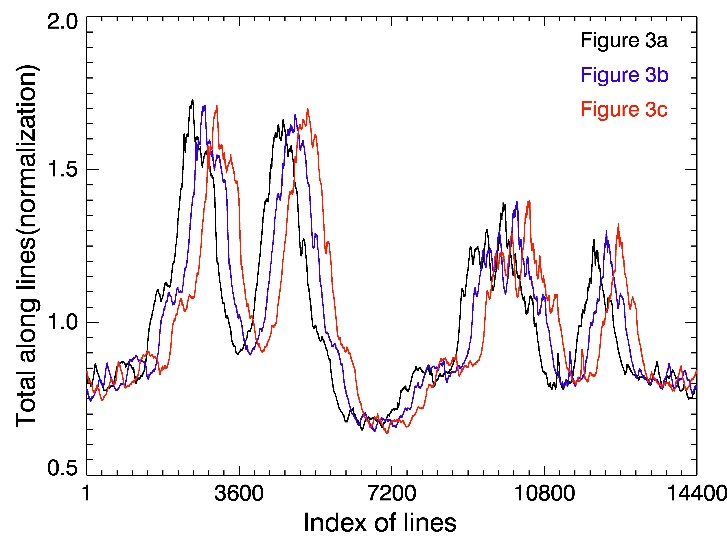 2.0
1.5
1.0
0.5
Total along lines(normalization)
Figure 3a
Figure 3b
Figure 3c
1 3600 7200 10800 14400
Index of lines